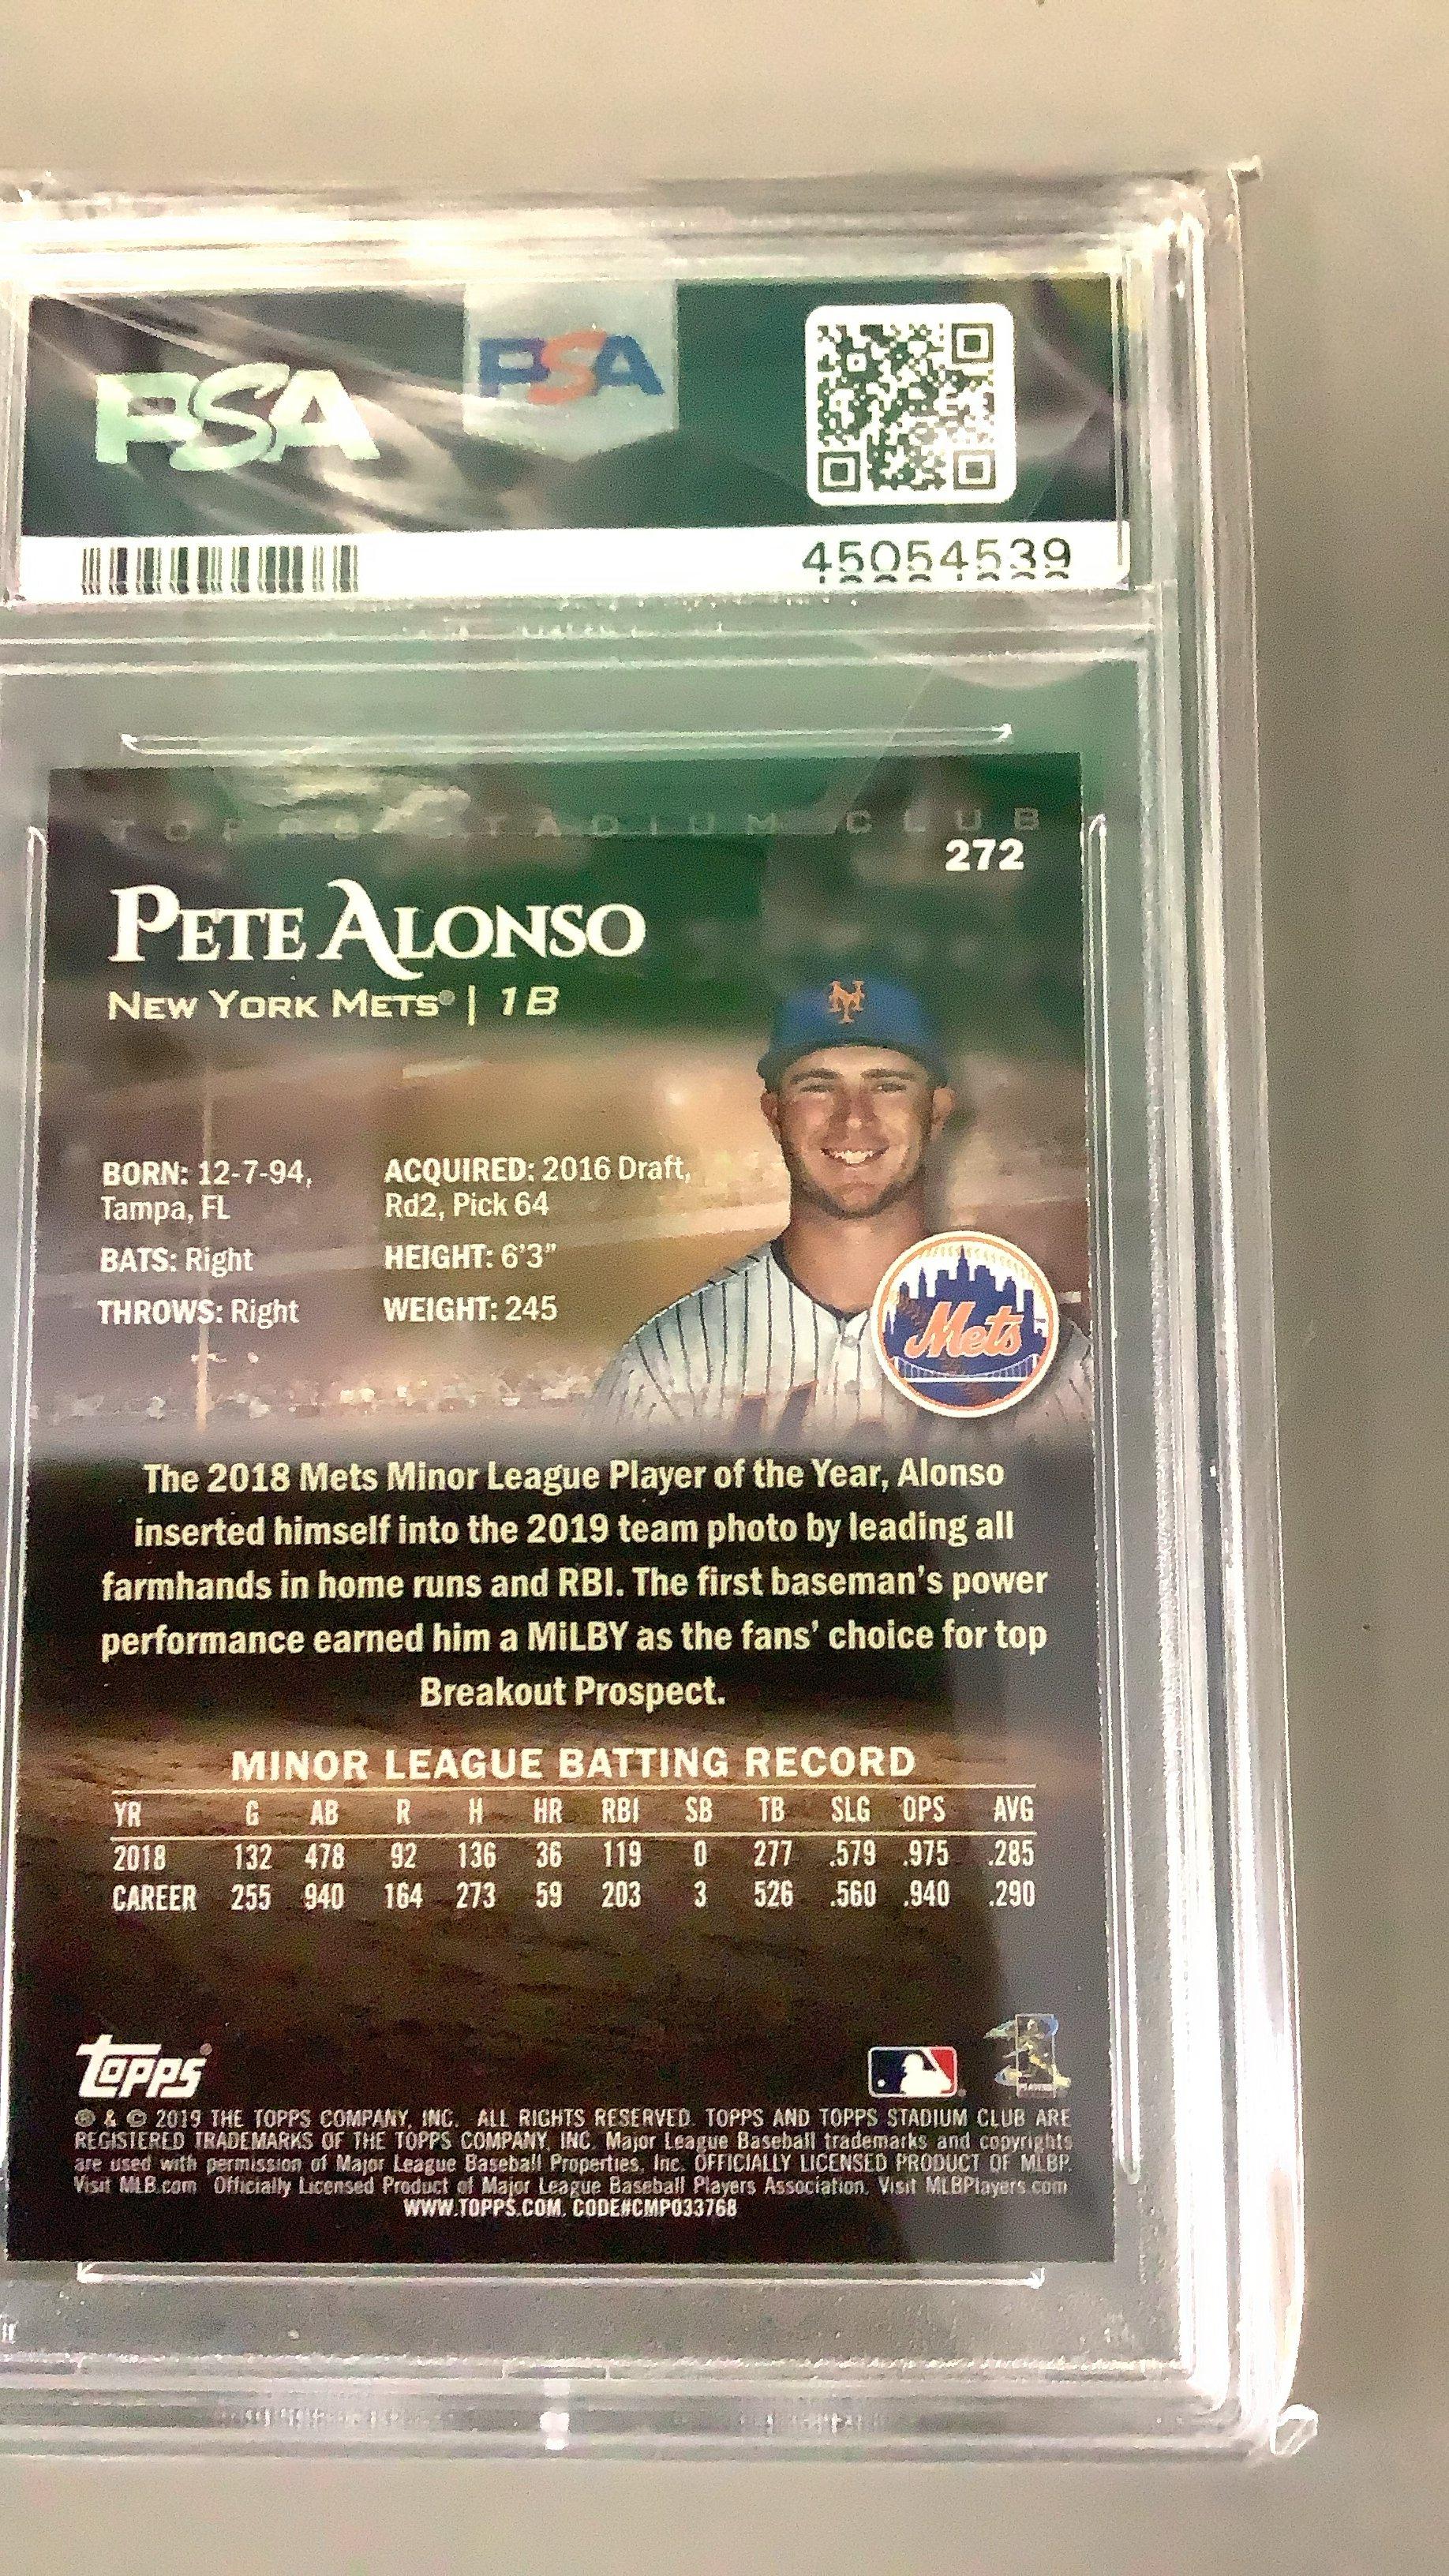 PSA
PSA
45054539
TOPPS STADIUM CLUB
272
PETE ALONSO
NEW YORK METS® | 1B
BORN: 12-7-94,
Tampa, FL
BATS: Right
THROWS: Right
ACQUIRED: 2016 Draft,
Rd2, Pick 64
HEIGHT: 6'3"
WEIGHT: 245
Mets
The 2018 Mets Minor League Player of the Year, Alonso
inserted himself into the 2019 team photo by leading all
farmhands in home runs and RBI. The first baseman's power
performance earned him a MiLBY as the fans' choice for top
Breakout Prospect.
MINOR LEAGUE BATTING RECORD
YR G AB R H HR RBI SB TB SLG OPS AVG
2018 132 478 92 136 36 119 0 277 .579 .975 .285
CAREER 255 940 164 273 59 203 3 526 .560 .940 .290
topps
® & © 2019 THE TOPPS COMPANY, INC. ALL RIGHTS RESERVED. TOPPS AND TOPPS STADIUM CLUB ARE
REGISTERED TRADEMARKS OF THE TOPPS COMPANY, INC. Major League Baseball trademarks and copyrights
are used with permission of Major League Baseball Properties, Inc. OFFICIALLY LICENSED PRODUCT OF MLBP.
Visit MLB.com Officially Licensed Product of Major League Baseball Players Association. Visit MLBPlayers.com
WWW.TOPPS.COM. CODE#CMP033768